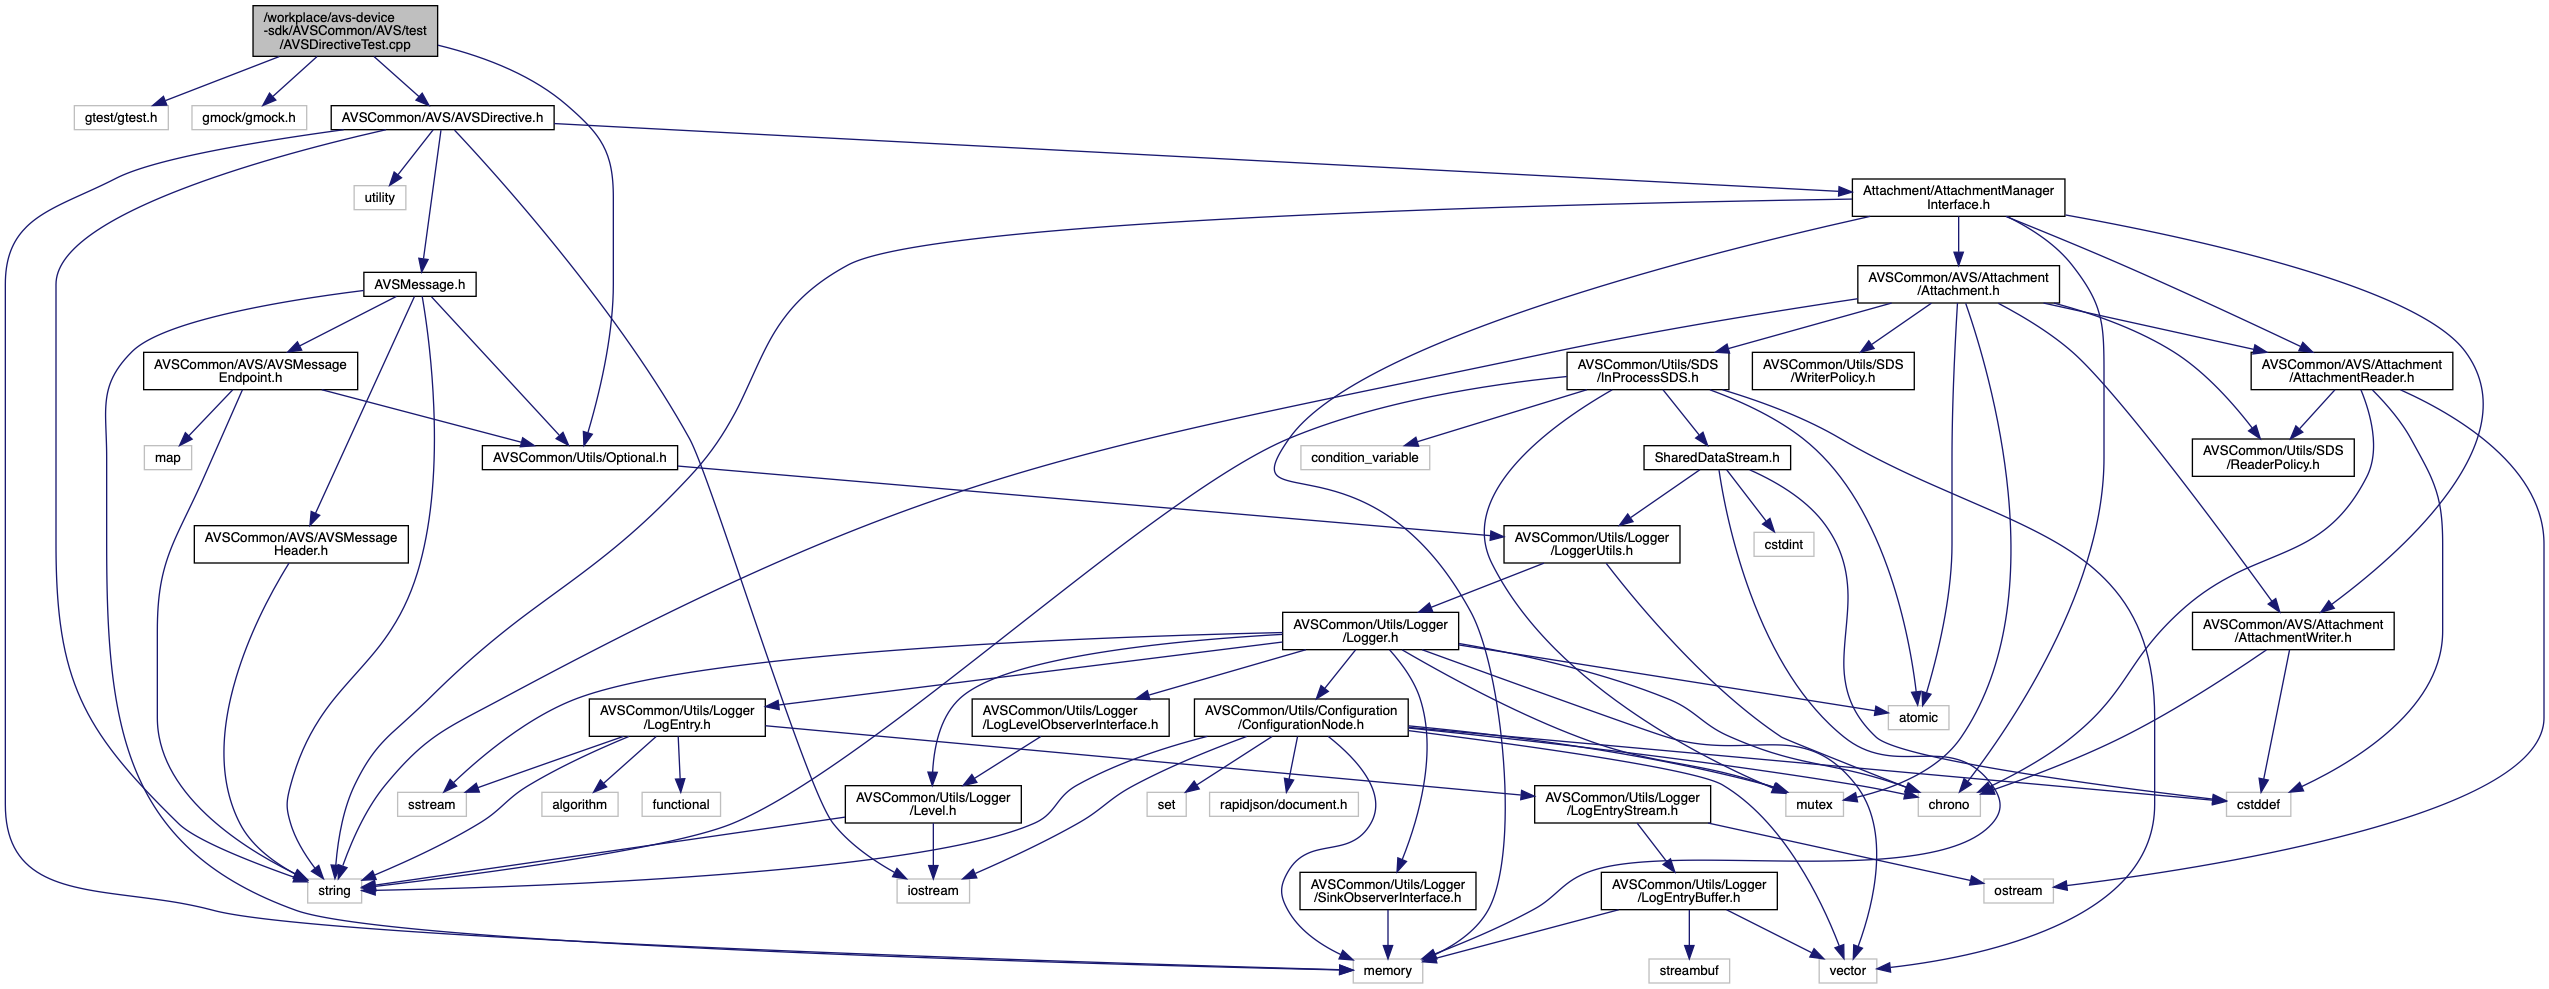 /workplace/avs-device
-sdk/AVSCommon/AVS/test
/AVSDirectiveTest.cpp
gtest/gtest.h
gmock/gmock.h
AVSCommon/AVS/AVSDirective.h
utility
Attachment/AttachmentManager
Interface.h
AVSMessage.h
AVSCommon/AVS/Attachment
/Attachment.h
AVSCommon/AVS/AVSMessage
Endpoint.h
AVSCommon/Utils/SDS
/InProcessSDS.h
AVSCommon/Utils/SDS
/WriterPolicy.h
AVSCommon/AVS/Attachment
/AttachmentReader.h
map
AVSCommon/Utils/Optional.h
condition_variable
SharedDataStream.h
AVSCommon/Utils/SDS
/ReaderPolicy.h
AVSCommon/AVS/AVSMessage
Header.h
AVSCommon/Utils/Logger
/LoggerUtils.h
cstdint
AVSCommon/Utils/Logger
/Logger.h
AVSCommon/AVS/Attachment
/AttachmentWriter.h
AVSCommon/Utils/Logger
/LogEntry.h
AVSCommon/Utils/Logger
/LogLevelObserverInterface.h
AVSCommon/Utils/Configuration
/ConfigurationNode.h
atomic
sstream
algorithm
functional
AVSCommon/Utils/Logger
/Level.h
set
rapidjson/document.h
AVSCommon/Utils/Logger
/LogEntryStream.h
mutex
chrono
cstddef
string
iostream
AVSCommon/Utils/Logger
/SinkObserverInterface.h
AVSCommon/Utils/Logger
/LogEntryBuffer.h
ostream
memory
streambuf
vector